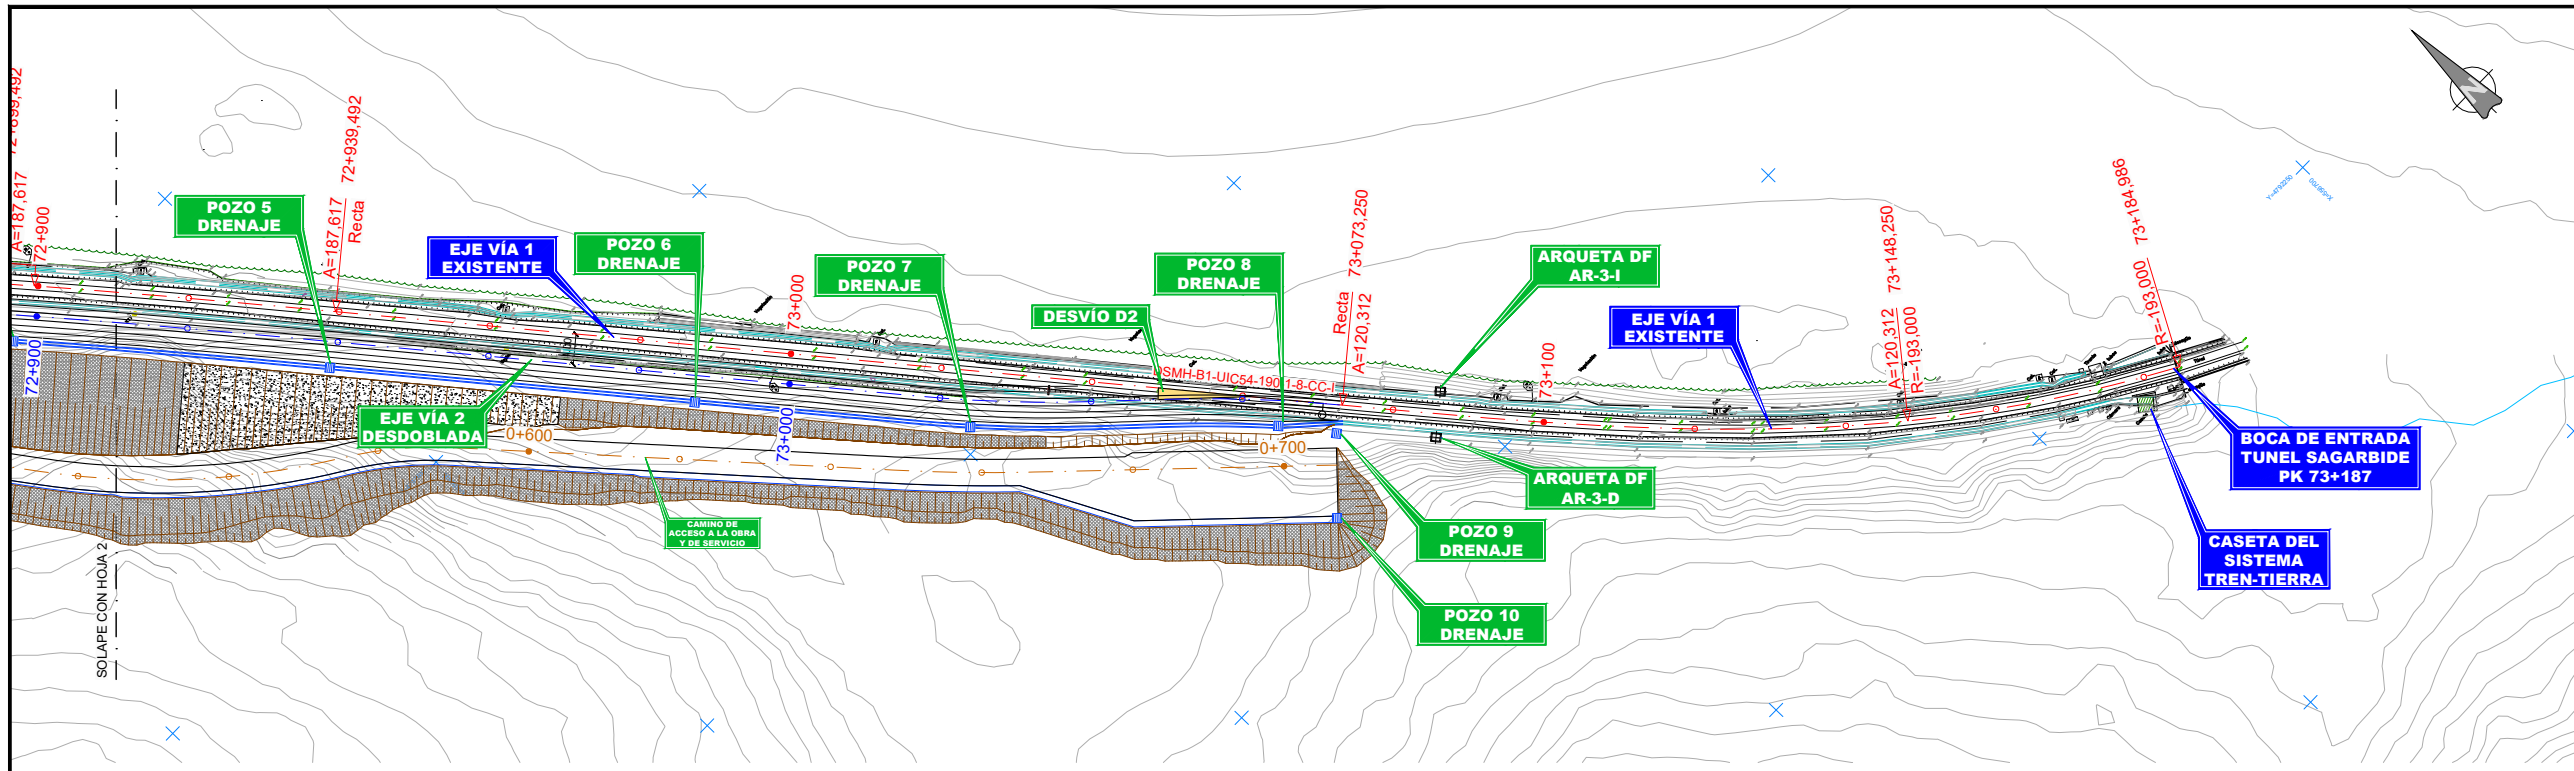 72+899,492
A=187,617
72+900
72+939,492
A=187,617
Recta
POZO 5
DRENAJE
EJE VÍA 1
EXISTENTE
POZO 6
DRENAJE
73+000
POZO 7
DRENAJE
DESVÍO D2
POZO 8
DRENAJE
73+073,250
Recta
A=120,312
ARQUETA DF
AR-3-I
73+100
EJE VÍA 1
EXISTENTE
73+148,250
A=120,312
R=-193,000
73+184,986
R=-193,000
Y=4792250
72+900
EJE VÍA 2
DESDOBLADA
0+600
73+000
0+700
CAMINO DE
ACCESO A LA OBRA
Y DE SERVICIO
ARQUETA DF
AR-3-D
POZO 9
DRENAJE
POZO 10
DRENAJE
BOCA DE ENTRADA
TUNEL SAGARBIDE
PK 73+187
CASETA DEL
SISTEMA
TREN-TIERRA
SOLAPE CON HOJA 2
N